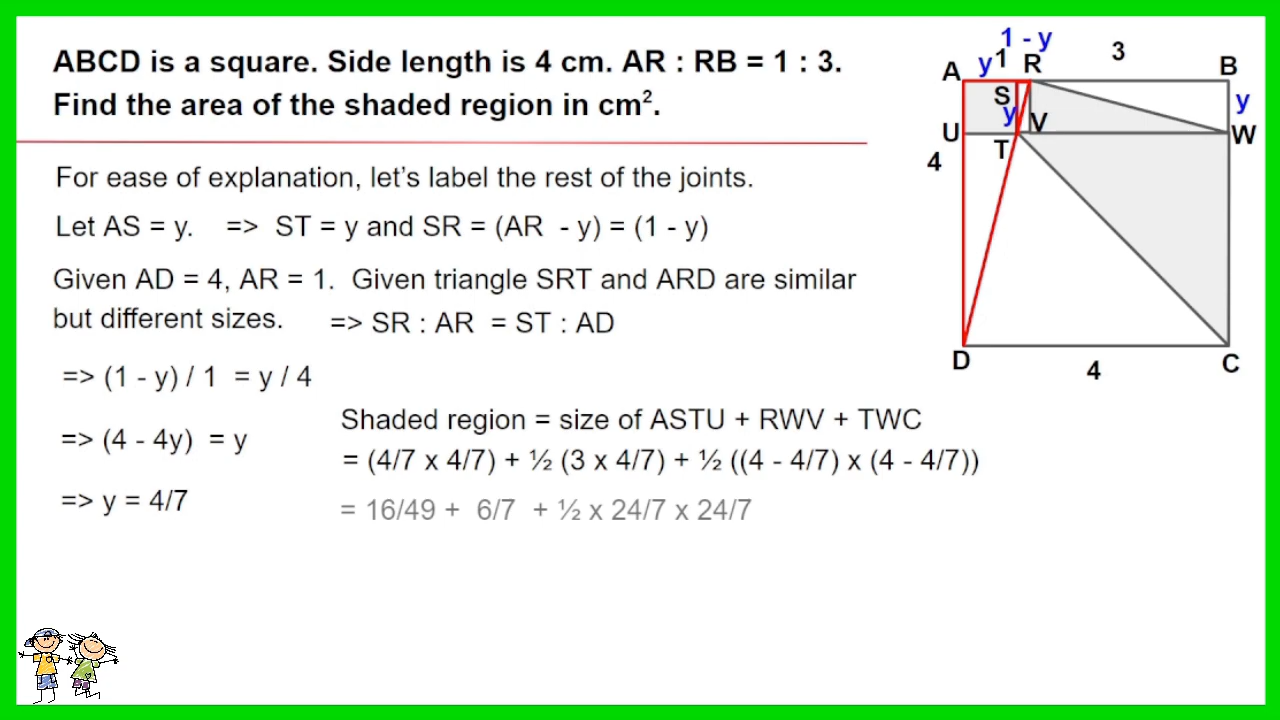 ABCD is a square. Side length is 4 cm. AR : RB = 1 : 3.
Find the area of the shaded region in cm².
For ease of explanation, let's label the rest of the joints.
Let AS = y. => ST = y and SR = (AR - y) = (1 - y)
Given AD = 4, AR = 1. Given triangle SRT and ARD are similar
but different sizes. => SR : AR = ST : AD
=> (1 - y) / 1 = y / 4
=> (4 - 4y) = y
=> y = 4/7
Shaded region = size of ASTU + RWV + TWC
= (4/7 x 4/7) + ½ (3 x 4/7) + ½ ((4 - 4/7) x (4 - 4/7))
= 16/49 + 6/7 + ½ x 24/7 x 24/7
1 - y
A y 1 R 3 B
S y
U y V W
T
4
D 4 C